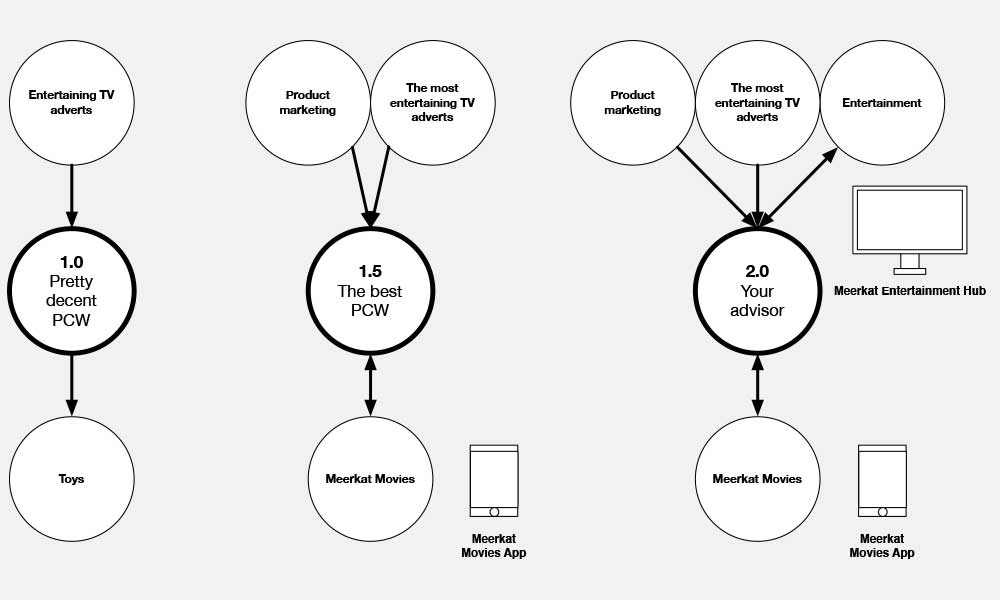 Entertaining TV
adverts
Product
marketing
The most
entertaining TV
adverts
Product
marketing
The most
entertaining TV
adverts
Entertainment
1.0
Pretty
decent
PCW
1.5
The best
PCW
2.0
Your
advisor
Meerkat Entertainment Hub
Toys
Meerkat Movies
Meerkat
Movies App
Meerkat Movies
Meerkat
Movies App